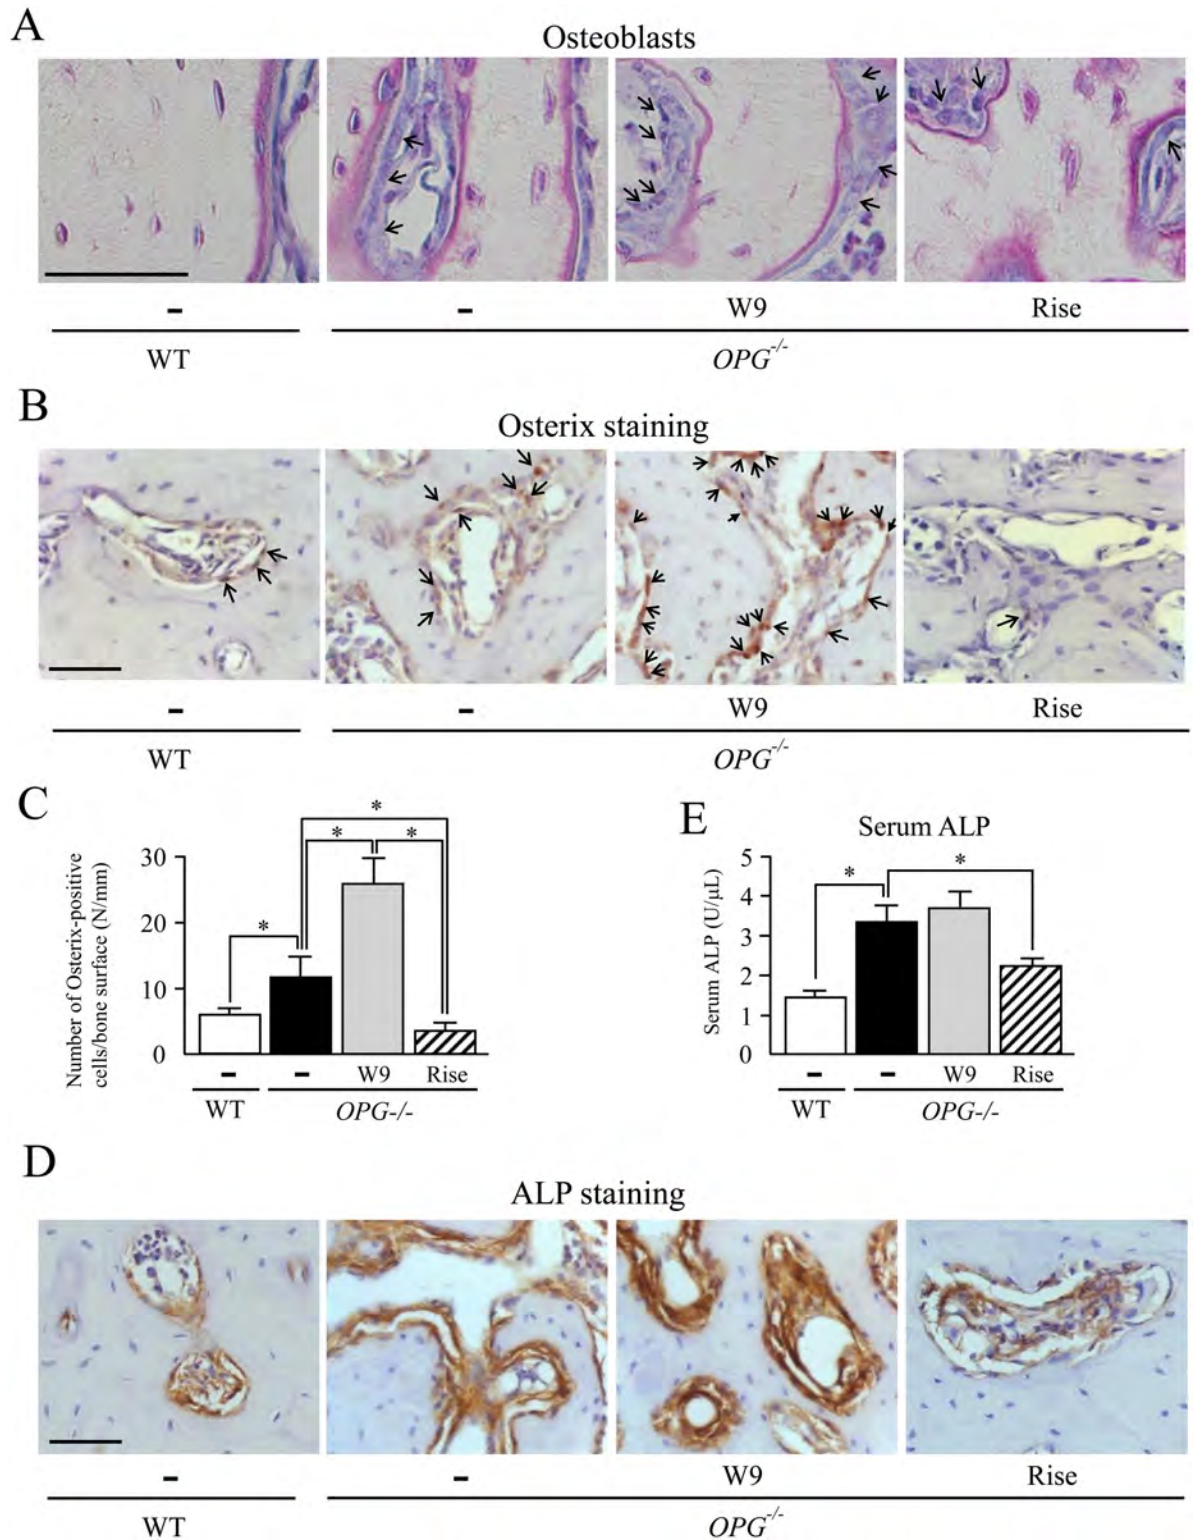 A
Osteoblasts
- - W9 Rise
WT OPG-/-
B
Osterix staining
- - W9 Rise
WT OPG-/-
C
Number of Osterix-positive
cells/bone surface (N/mm)
30
20
10
0
* * * *
- - W9 Rise
WT OPG-/-
E
Serum ALP
Serum ALP (U/µL)
5
4
3
2
1
0
* *
- - W9 Rise
WT OPG-/-
D
ALP staining
- - W9 Rise
WT OPG-/-